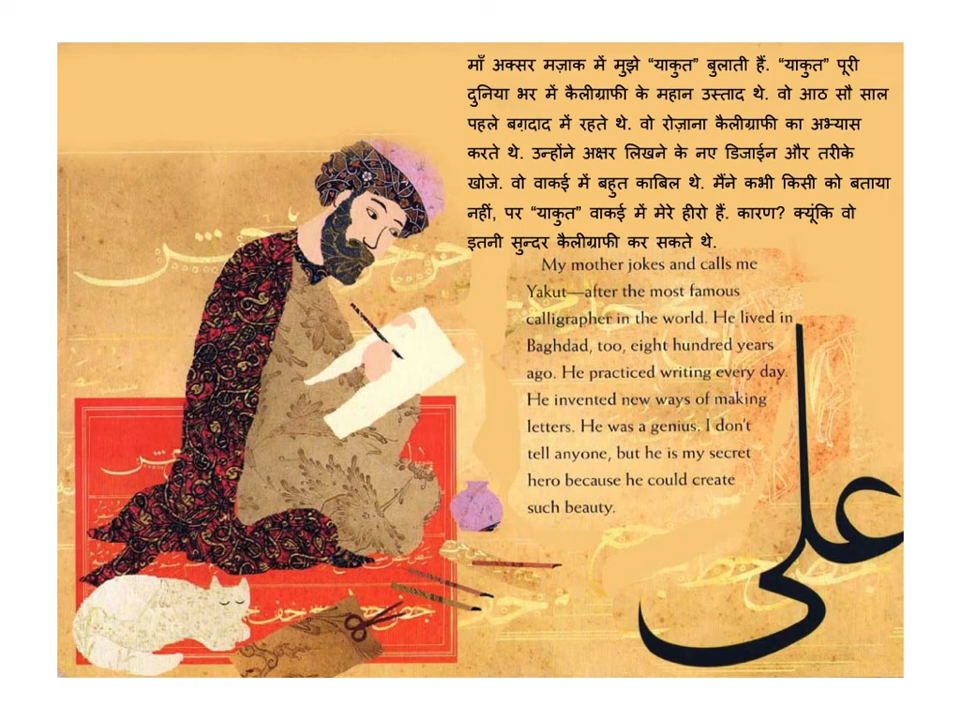 माँ अक्सर मज़ाक में मुझे “याकुत” बुलाती हैं. “याकुत” पूरी
दुनिया भर में कैलीग्राफी के महान उस्ताद थे. वो आठ सौ साल
पहले बग़दाद में रहते थे. वो रोज़ाना कैलीग्राफी का अभ्यास
करते थे. उन्होंने अक्षर लिखने के नए डिजाईन और तरीके
खोजे. वो वाकई में बहुत काबिल थे. मैंने कभी किसी को बताया
नहीं, पर “याकुत” वाकई में मेरे हीरो हैं. कारण? क्यूंकि वो
इतनी सुन्दर कैलीग्राफी कर सकते थे.
My mother jokes and calls me
Yakut—after the most famous
calligrapher in the world. He lived in
Baghdad, too, eight hundred years
ago. He practiced writing every day.
He invented new ways of making
letters. He was a genius. I don't
tell anyone, but he is my secret
hero because he could create
such beauty.
على